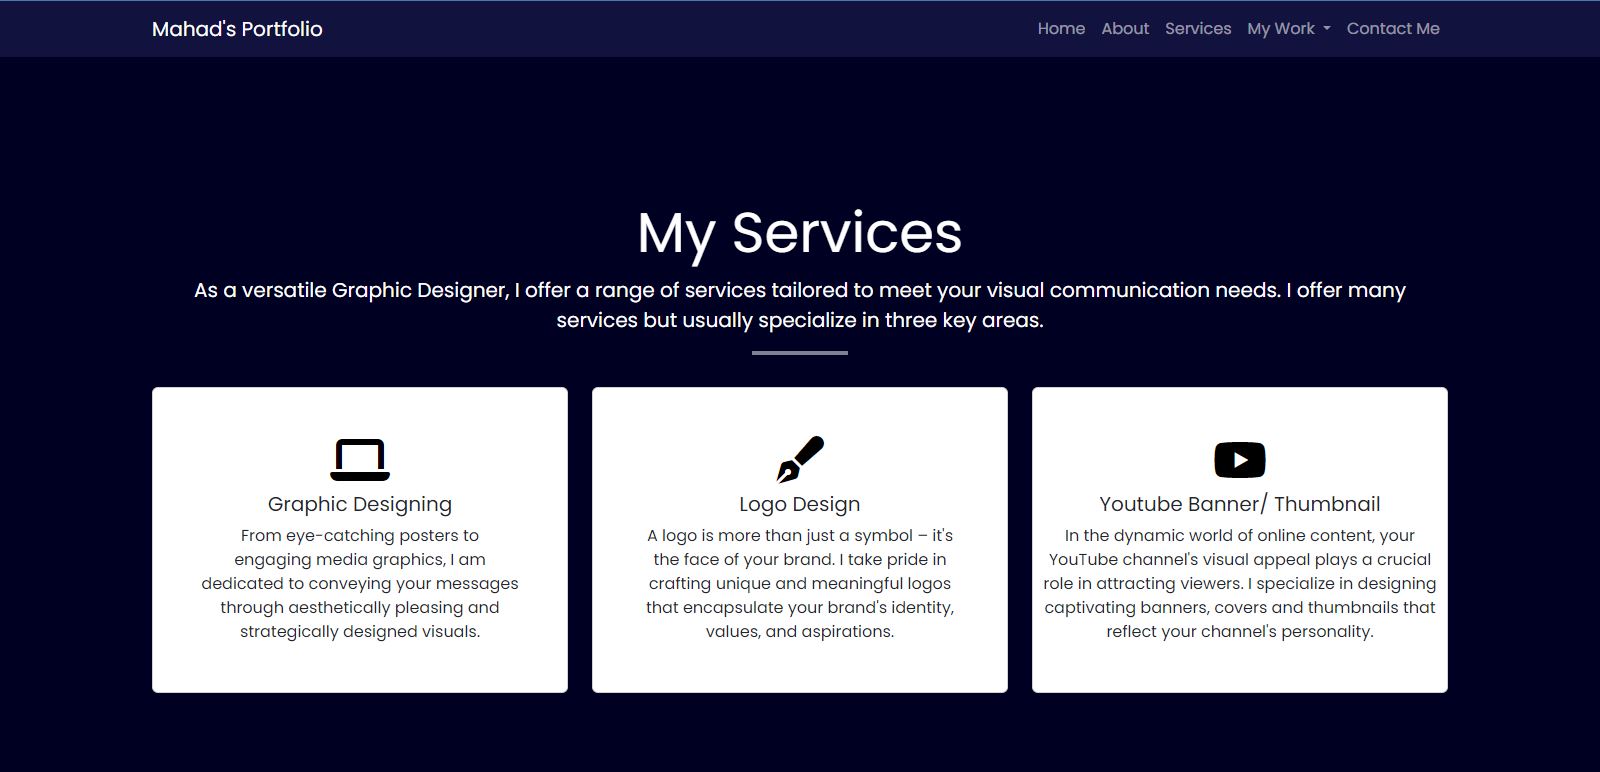 Mahad's Portfolio
Home About Services My Work Contact Me
My Services
As a versatile Graphic Designer, I offer a range of services tailored to meet your visual communication needs. I offer many
services but usually specialize in three key areas.
Graphic Designing
From eye-catching posters to
engaging media graphics, I am
dedicated to conveying your messages
through aesthetically pleasing and
strategically designed visuals.
Logo Design
A logo is more than just a symbol – it's
the face of your brand. I take pride in
crafting unique and meaningful logos
that encapsulate your brand's identity,
values, and aspirations.
Youtube Banner/ Thumbnail
In the dynamic world of online content, your
YouTube channel's visual appeal plays a crucial
role in attracting viewers. I specialize in designing
captivating banners, covers and thumbnails that
reflect your channel's personality.